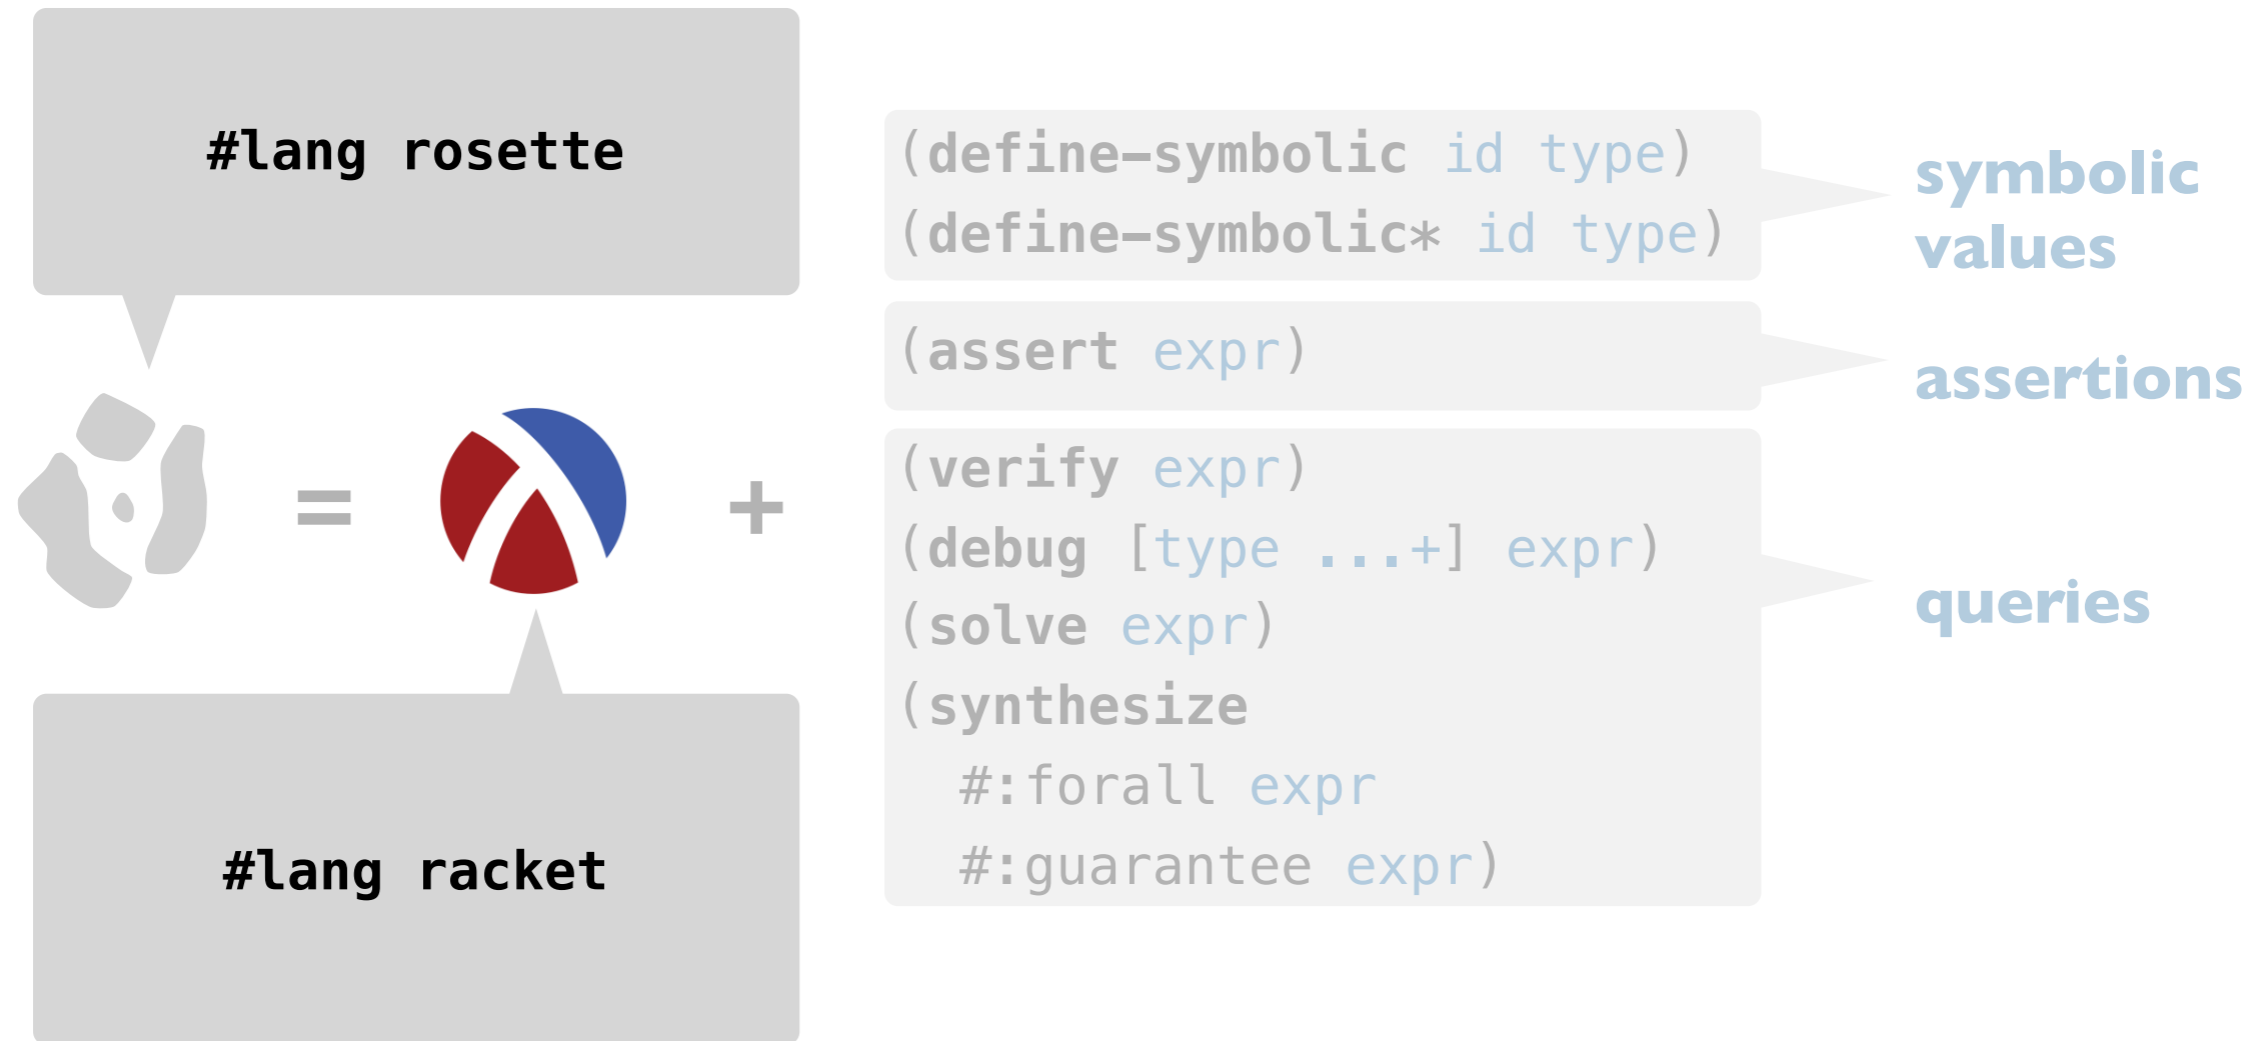 #lang rosette
=
+
#lang racket
(define-symbolic id type)
(define-symbolic* id type)
symbolic
values
(assert expr)
assertions
(verify expr)
(debug [type ...+] expr)
(solve expr)
(synthesize
#:forall expr
#:guarantee expr)
queries